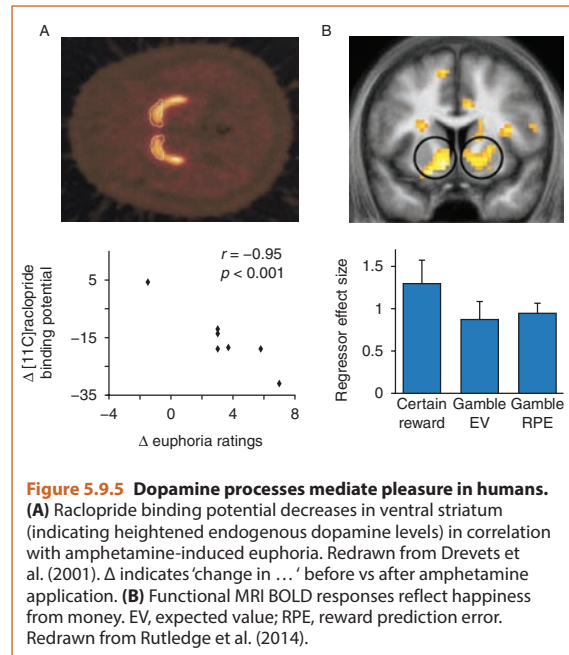 A
B
r = −0.95
p < 0.001
Δ [11C]raclopride
binding potential
5
−15
−35
−4
0
4
8
Δ euphoria ratings
Regressor effect size
1.5
1
0.5
0
Certain
reward
Gamble
EV
Gamble
RPE
Figure 5.9.5 Dopamine processes mediate pleasure in humans.
(A) Raclopride binding potential decreases in ventral striatum
(indicating heightened endogenous dopamine levels) in correlation
with amphetamine-induced euphoria. Redrawn from Drevets et
al. (2001). Δ indicates ‘change in … ‘ before vs after amphetamine
application. (B) Functional MRI BOLD responses reflect happiness
from money. EV, expected value; RPE, reward prediction error.
Redrawn from Rutledge et al. (2014).